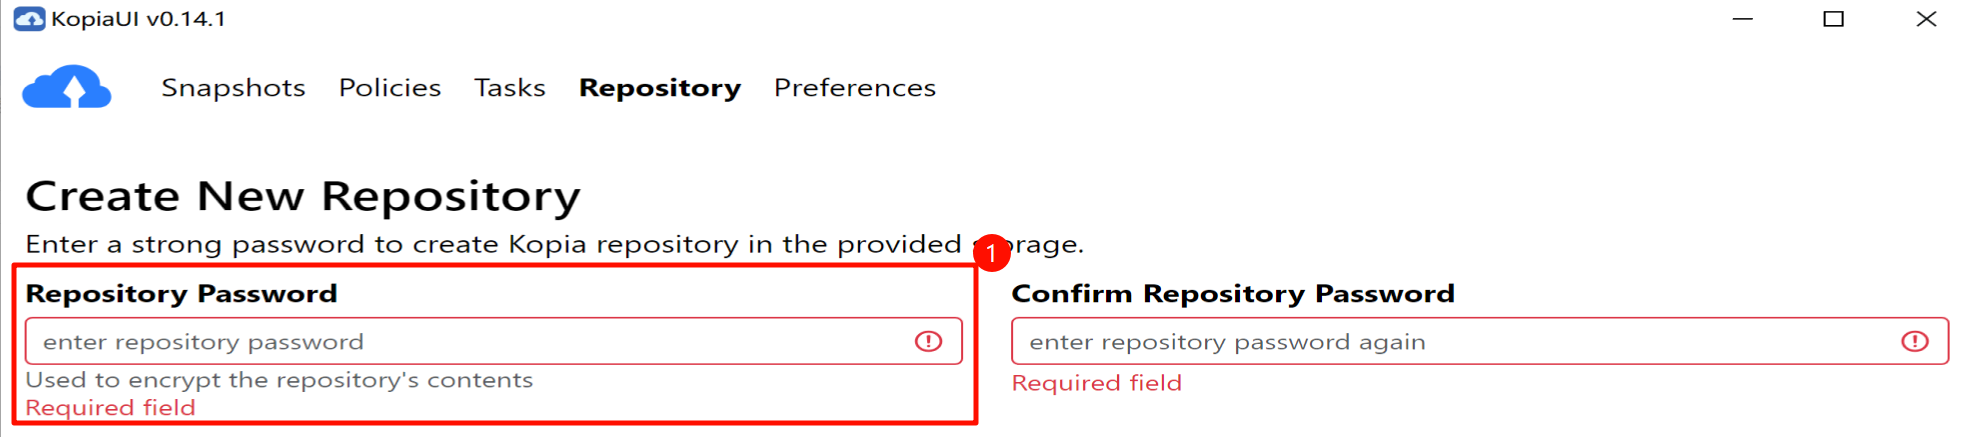 KopiaUI v0.14.1
Snapshots Policies Tasks Repository Preferences
Create New Repository
Enter a strong password to create Kopia repository in the provided storage.
1
Repository Password
enter repository password
Used to encrypt the repository's contents
Required field
Confirm Repository Password
enter repository password again
Required field